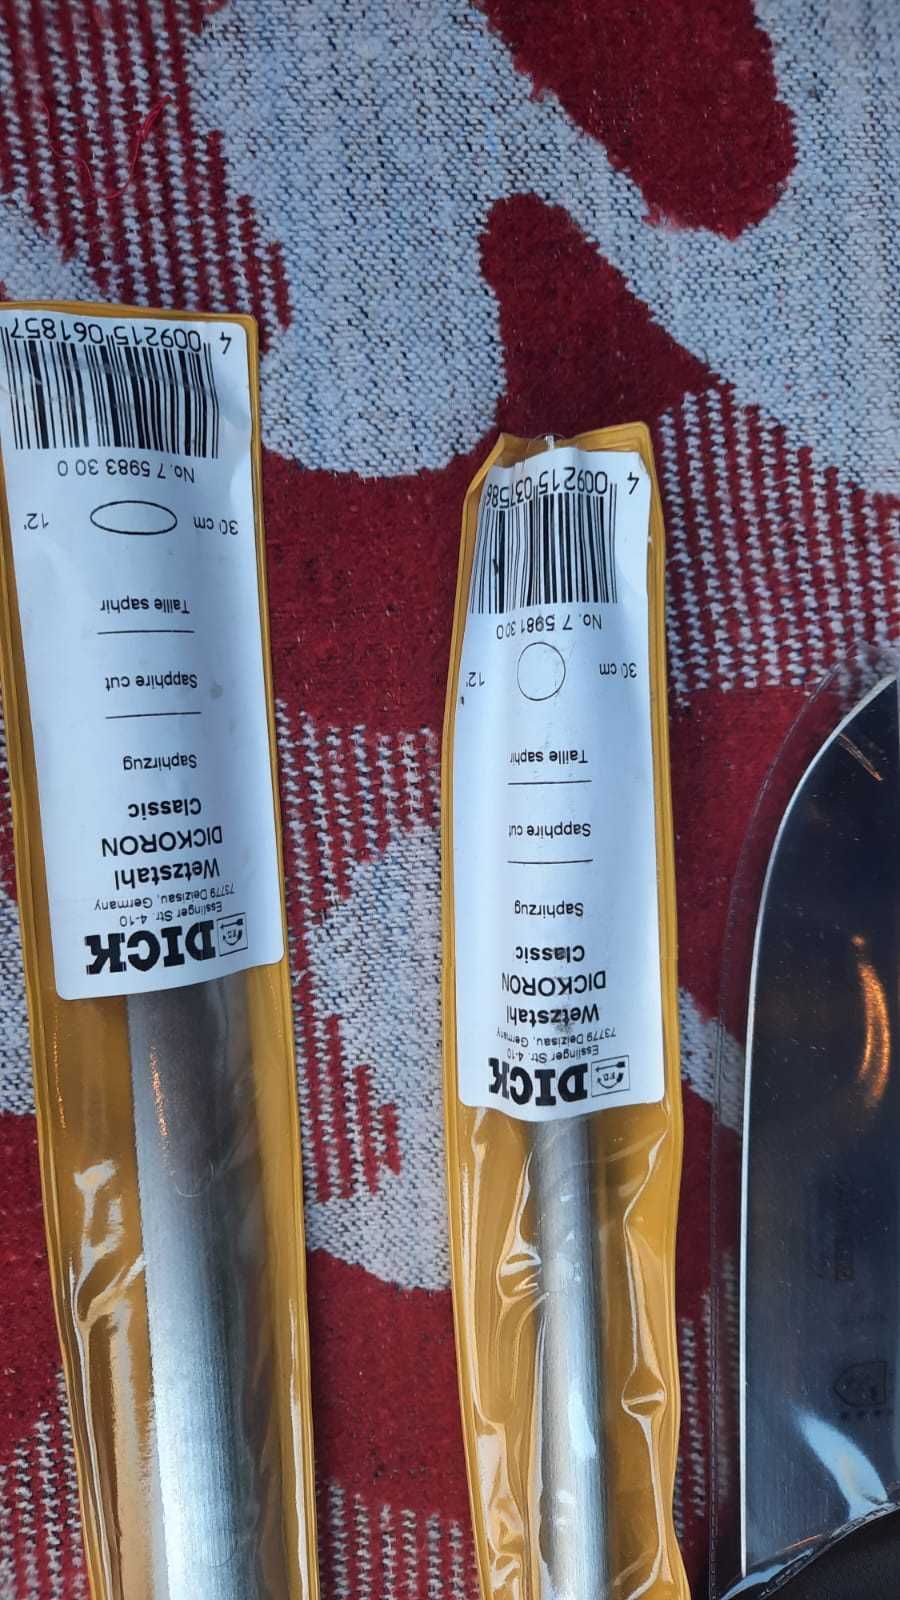 DICK
Esslinger Str. 4-10
73779 Deizisau, Germany
Wetzstahl
DICKORON
Classic
Saphirzug
Sapphire cut
Taille saphir
30 cm 12"
No. 7 5981 30 0
4 009215 03758
DICK
Esslinger Str. 4-10
73779 Deizisau, Germany
Wetzstahl
DICKORON
Classic
Saphirzug
Sapphire cut
Taille saphir
30 cm 12"
No. 7 5983 30 0
4 009215 061857